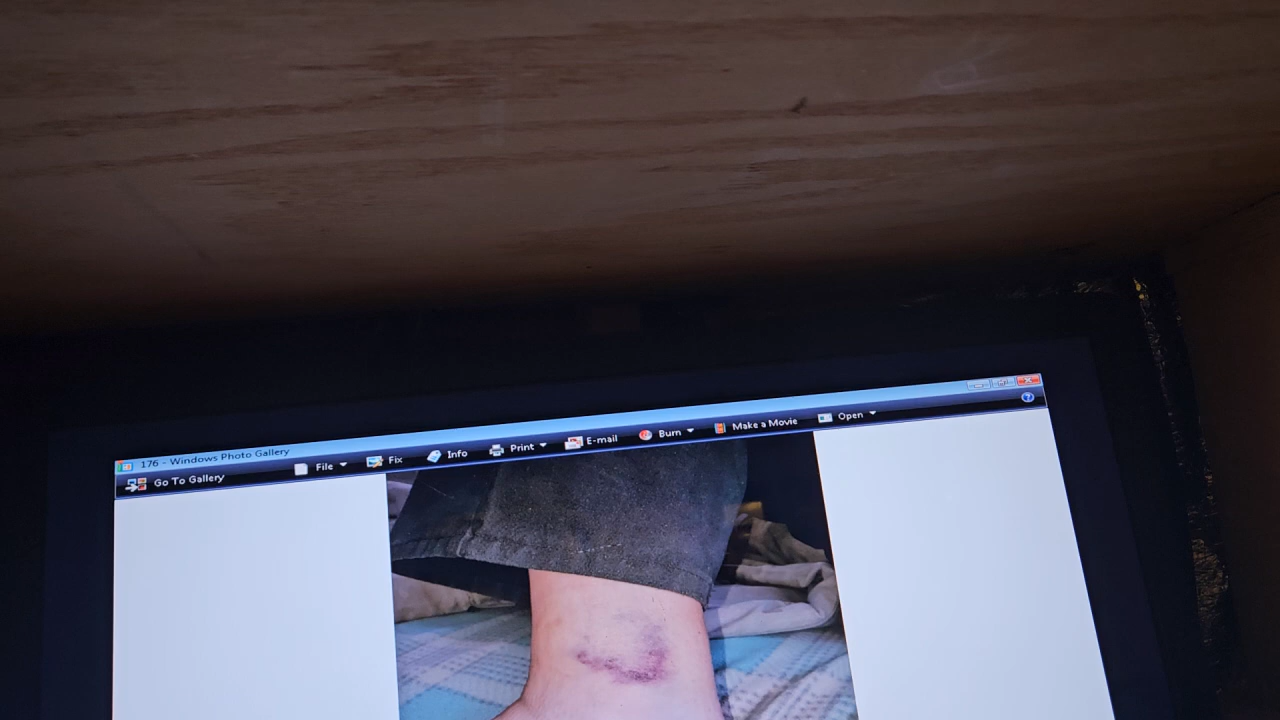 176 - Windows Photo Gallery
Go To Gallery File Fix Info Print E-mail Burn Make a Movie Open ?